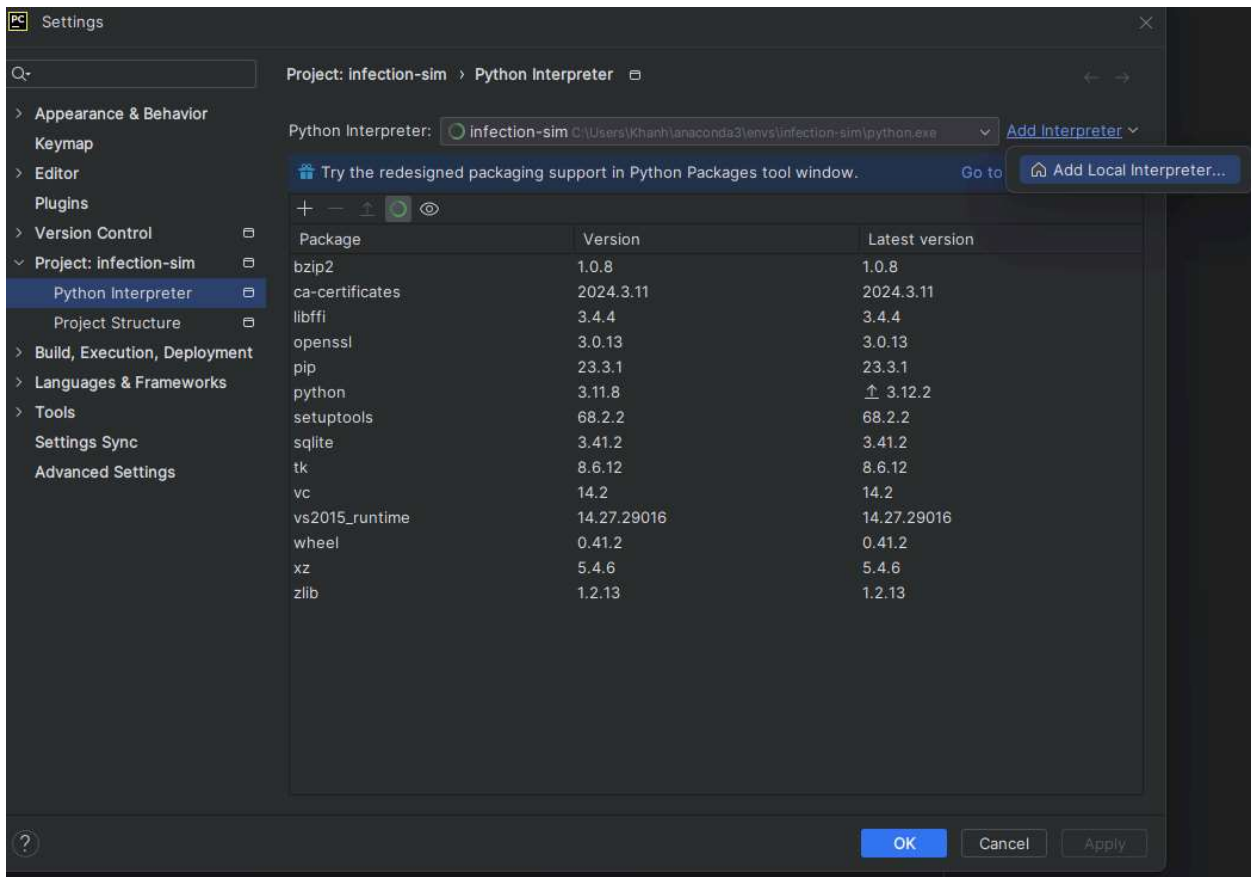 PC Settings
Project: infection-sim › Python Interpreter
Appearance & Behavior
Keymap
Editor
Plugins
Version Control
Project: infection-sim
Python Interpreter
Project Structure
Build, Execution, Deployment
Languages & Frameworks
Tools
Settings Sync
Advanced Settings
Python Interpreter: infection-sim C:\Users\Khanh\anaconda3\envs\infection-sim\python.exe Add Interpreter
Add Local Interpreter...
Try the redesigned packaging support in Python Packages tool window. Go to
Package Version Latest version
bzip2 1.0.8 1.0.8
ca-certificates 2024.3.11 2024.3.11
libffi 3.4.4 3.4.4
openssl 3.0.13 3.0.13
pip 23.3.1 23.3.1
python 3.11.8 3.12.2
setuptools 68.2.2 68.2.2
sqlite 3.41.2 3.41.2
tk 8.6.12 8.6.12
vc 14.2 14.2
vs2015_runtime 14.27.29016 14.27.29016
wheel 0.41.2 0.41.2
xz 5.4.6 5.4.6
zlib 1.2.13 1.2.13
? OK Cancel Apply